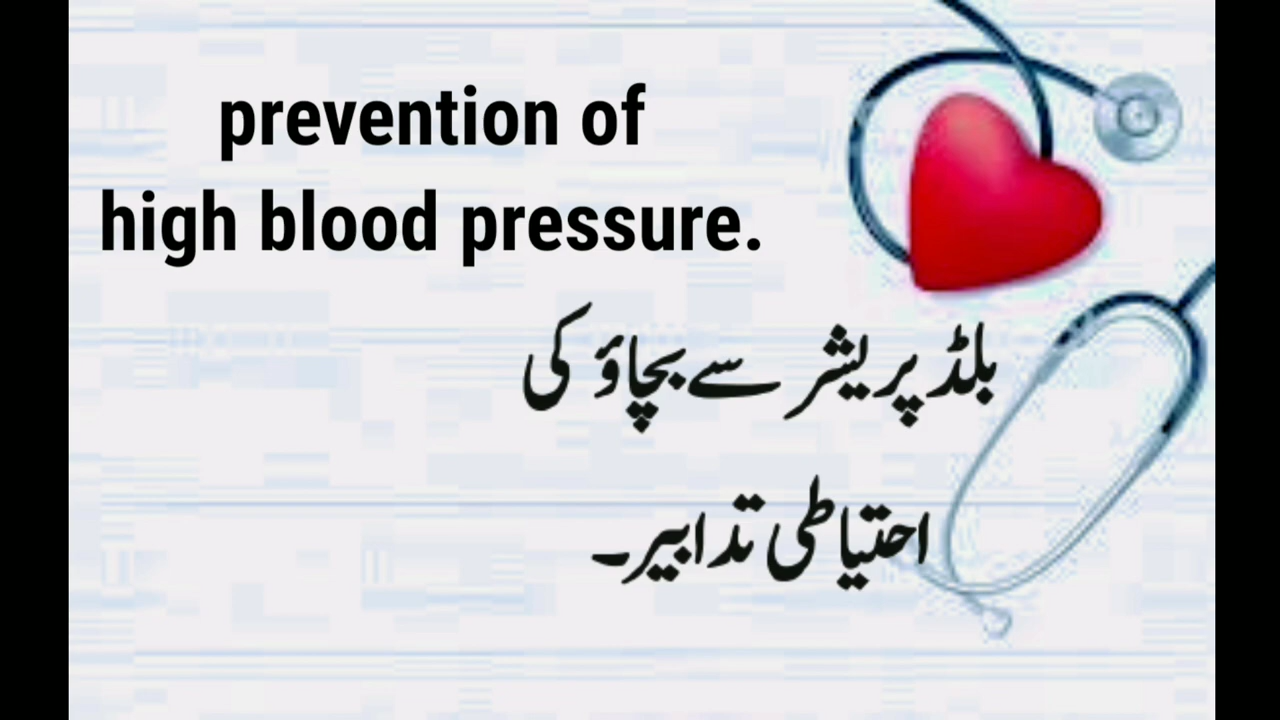 prevention of
high blood pressure.
بلڈ پریشر سے بچاؤ کی
احتیاطی تدابیر۔